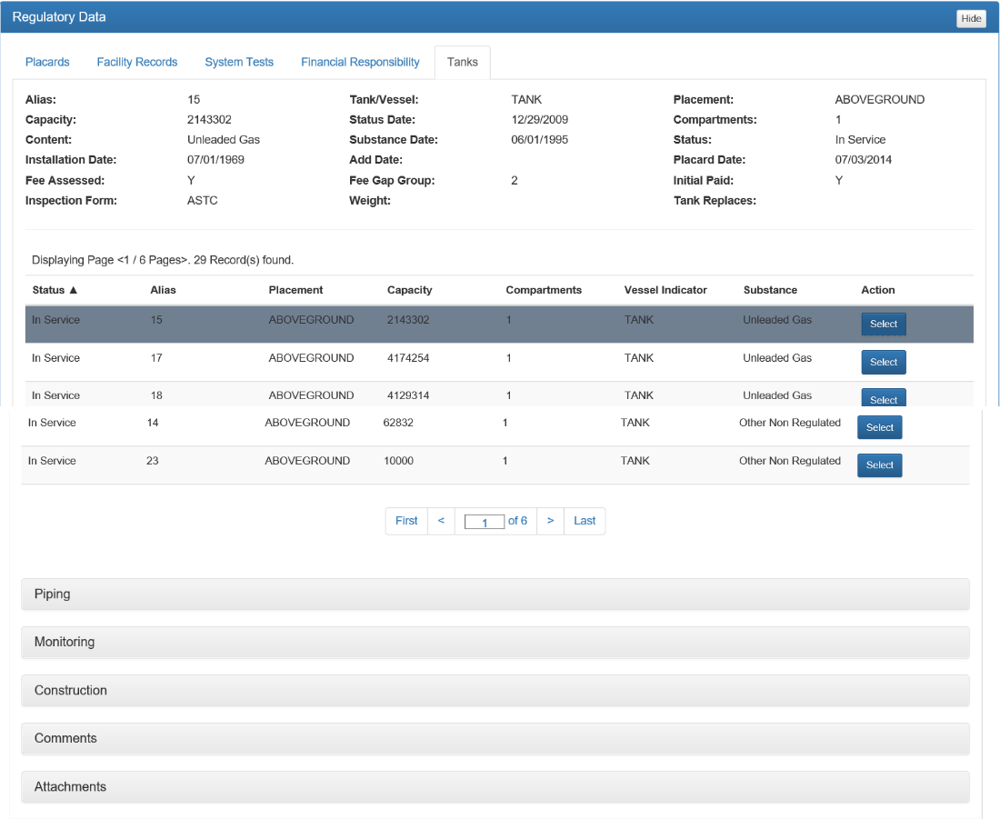 Regulatory Data Hide
Placards Facility Records System Tests Financial Responsibility Tanks
Alias: 15 Tank/Vessel: TANK Placement: ABOVEGROUND
Capacity: 2143302 Status Date: 12/29/2009 Compartments: 1
Content: Unleaded Gas Substance Date: 06/01/1995 Status: In Service
Installation Date: 07/01/1969 Add Date: Placard Date: 07/03/2014
Fee Assessed: Y Fee Gap Group: 2 Initial Paid: Y
Inspection Form: ASTC Weight: Tank Replaces:
Displaying Page <1 / 6 Pages>. 29 Record(s) found.
Status ▲ Alias Placement Capacity Compartments Vessel Indicator Substance Action
In Service 15 ABOVEGROUND 2143302 1 TANK Unleaded Gas Select
In Service 17 ABOVEGROUND 4174254 1 TANK Unleaded Gas Select
In Service 18 ABOVEGROUND 4129314 1 TANK Unleaded Gas Select
In Service 14 ABOVEGROUND 62832 1 TANK Other Non Regulated Select
In Service 23 ABOVEGROUND 10000 1 TANK Other Non Regulated Select
First < 1 of 6 > Last
Piping
Monitoring
Construction
Comments
Attachments